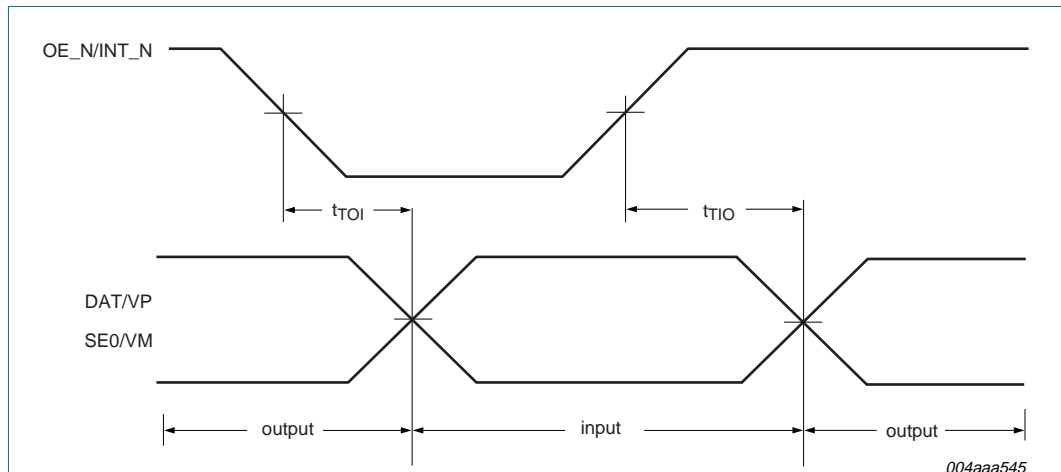 OE_N/INT_N
tTOI
tTIO
DAT/VP
SE0/VM
output
input
output
004aaa545